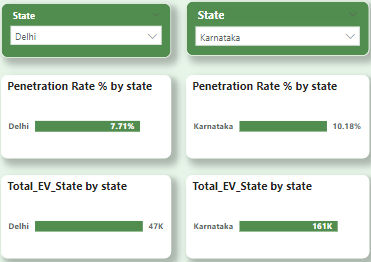 State
Delhi
State
Karnataka
Penetration Rate % by state
Delhi 7.71%
Penetration Rate % by state
Karnataka 10.18%
Total_EV_State by state
Delhi 47K
Total_EV_State by state
Karnataka 161K